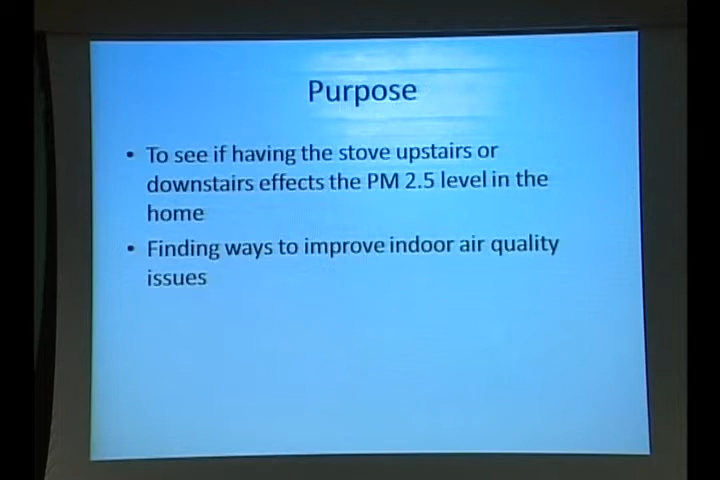 Purpose
• To see if having the stove upstairs or
downstairs effects the PM 2.5 level in the
home
• Finding ways to improve indoor air quality
issues